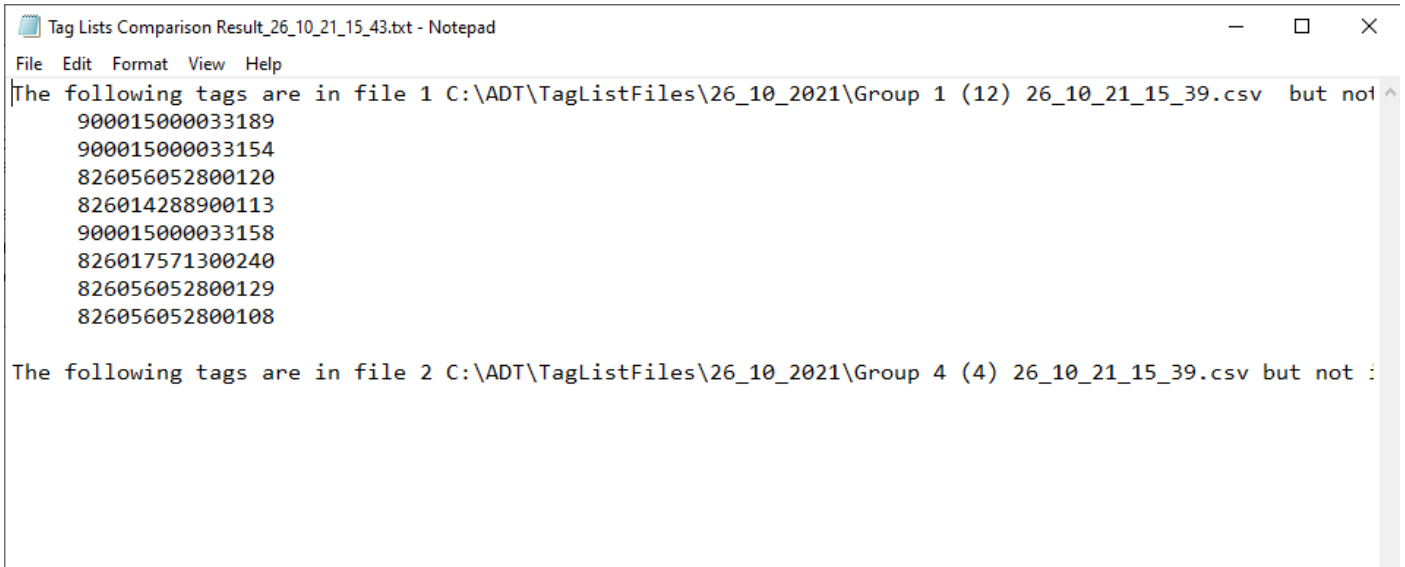 Tag Lists Comparison Result_26_10_21_15_43.txt - Notepad
File Edit Format View Help
The following tags are in file 1 C:\ADT\TagListFiles\26_10_2021\Group 1 (12) 26_10_21_15_39.csv  but not
900015000033189
900015000033154
826056052800120
826014288900113
900015000033158
826017571300240
826056052800129
826056052800108
The following tags are in file 2 C:\ADT\TagListFiles\26_10_2021\Group 4 (4) 26_10_21_15_39.csv but not